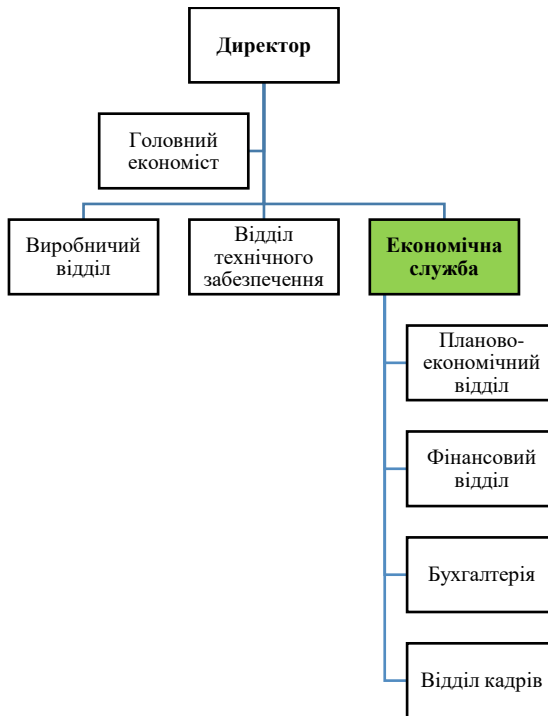 Директор
Головний
економіст
Виробничий
відділ
Відділ
технічного
забезпечення
Економічна
служба
Планово-
економічний
відділ
Фінансовий
відділ
Бухгалтерія
Відділ кадрів